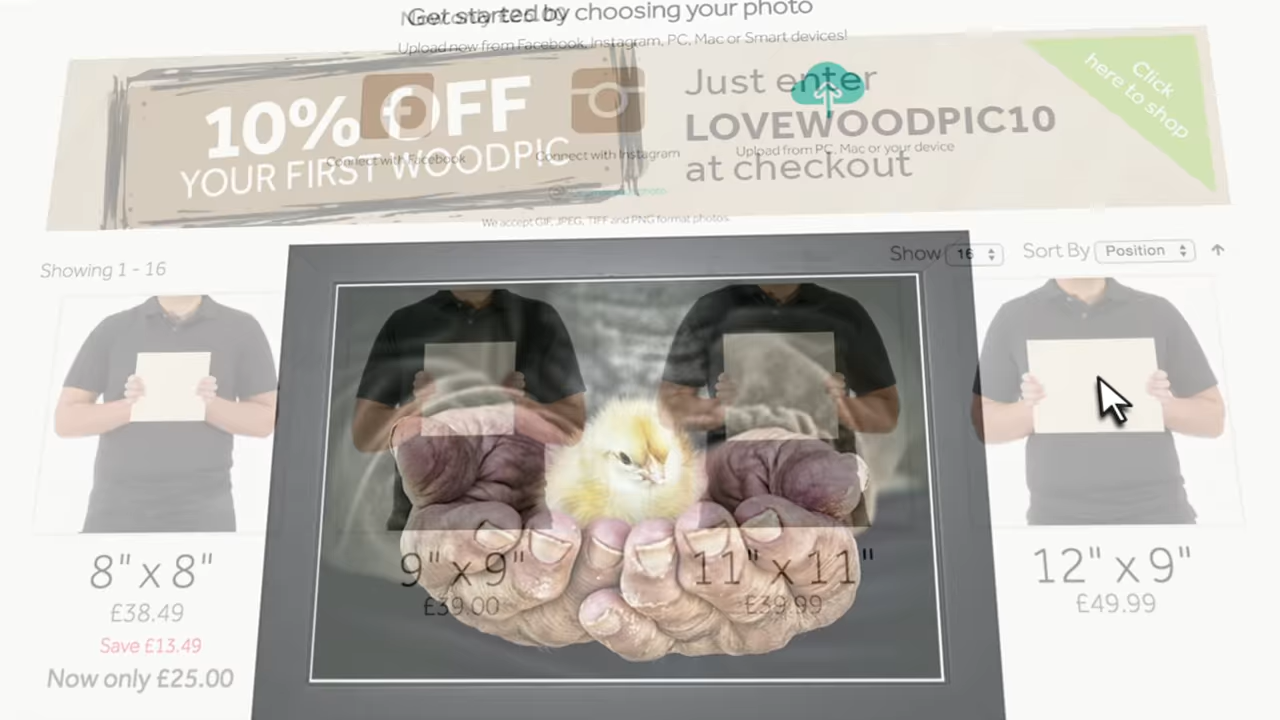 Get started by choosing your photo
Now only £25.00
Upload now from Facebook, Instagram, PC, Mac or Smart devices!
10% OFF
YOUR FIRST WOODPIC
Just enter
LOVEWOODPIC10
at checkout
Click
here to shop
Connect with Facebook
Connect with Instagram
Upload from PC, Mac or your device
We accept GIF, JPEG, TIFF and PNG format photos.
Showing 1 - 16
Show 16
Sort By Position
8" x 8"
£38.49
Save £13.49
Now only £25.00
9" x 9"
£39.00
11" x 11"
£39.99
12" x 9"
£49.99